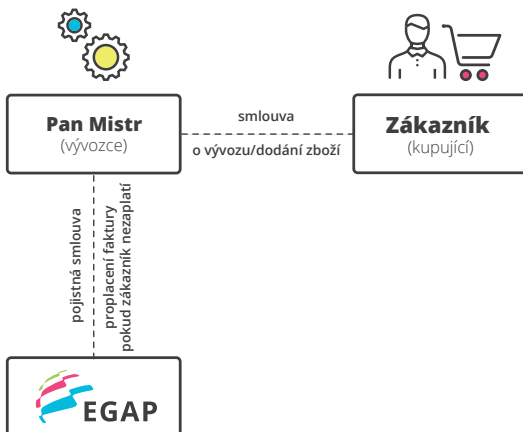 Pan Mistr
(vývozce)
smlouva
o vývozu/dodání zboží
Zákazník
(kupující)
pojistná smlouva
proplacení faktury
pokud zákazník nezaplatí
EGAP